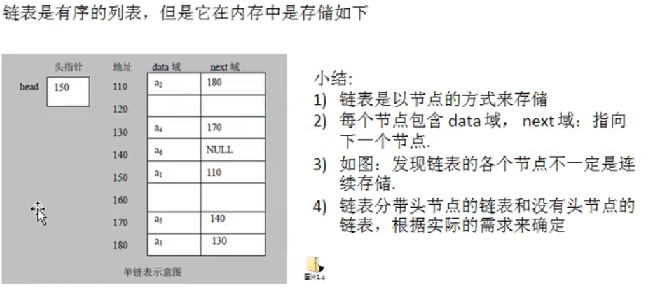 链表是有序的列表，但是它在内存中是存储如下
头指针 地址 data 域 next 域
head 150 110 a₂ 180
120
130 a₄ 170
140 a₆ NULL
150 a₁ 110
160
170 a₅ 140
180 a₃ 130
单链表示意图
小结:
1) 链表是以节点的方式来存储
2) 每个节点包含 data 域， next 域：指向
下一个节点.
3) 如图：发现链表的各个节点不一定是连
续存储.
4) 链表分带头节点的链表和没有头节点的
链表，根据实际的需求来确定